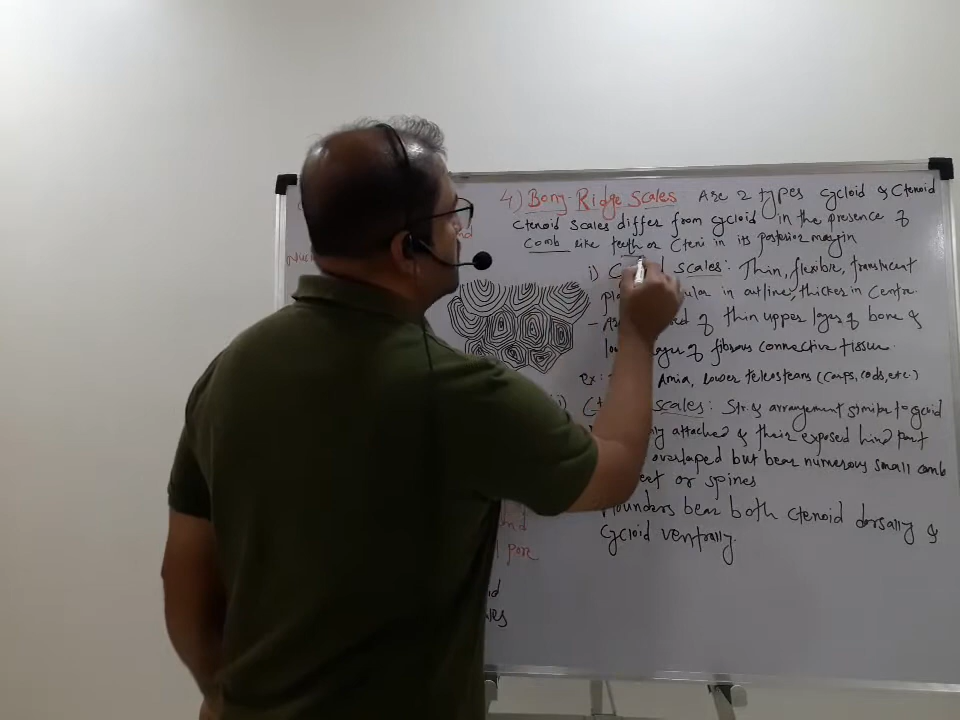 4) Bony-Ridge Scales Are 2 types cycloid & Ctenoid
Ctenoid scales differ from cycloid in the presence of
Comb like teeth or Cteni in its posterior margin
i) scales: Thin, flexible, translucent
in outline, thicker in Centre.
of thin upper layer of bone &
of fibrous connective tissue.
ex: Amia, lower teleosteans (Carps, cods, etc.)
scales: Str. & arrangement similar to cycloid
attached & their exposed hind part
overlaped but bear numerous small comb
or spines
Flounders bear both ctenoid dorsally &
Cycloid ventrally.
pore